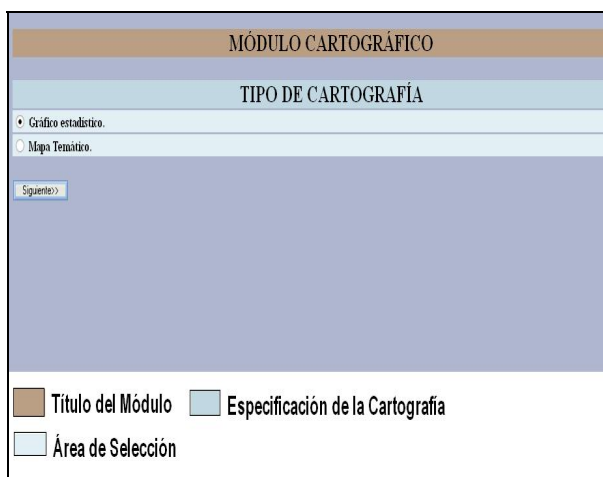 MÓDULO CARTOGRÁFICO
TIPO DE CARTOGRAFÍA
Gráfico estadístico.
Mapa Temático.
Siguiente>>
Título del Módulo Especificación de la Cartografía
Área de Selección